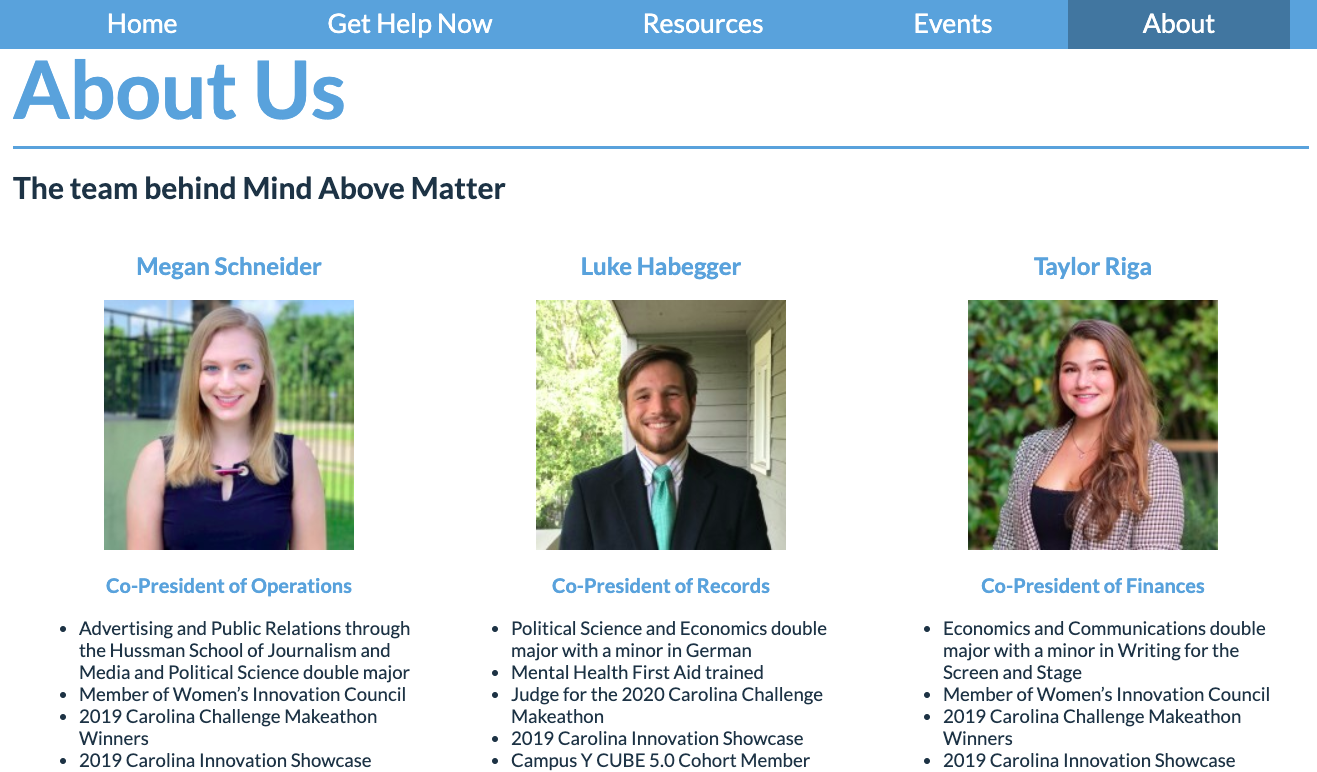 Home Get Help Now Resources Events About
About Us
The team behind Mind Above Matter
Megan Schneider
Co-President of Operations
• Advertising and Public Relations through
the Hussman School of Journalism and
Media and Political Science double major
• Member of Women’s Innovation Council
• 2019 Carolina Challenge Makeathon
Winners
• 2019 Carolina Innovation Showcase
Luke Habegger
Co-President of Records
• Political Science and Economics double
major with a minor in German
• Mental Health First Aid trained
• Judge for the 2020 Carolina Challenge
Makeathon
• 2019 Carolina Innovation Showcase
• Campus Y CUBE 5.0 Cohort Member
Taylor Riga
Co-President of Finances
• Economics and Communications double
major with a minor in Writing for the
Screen and Stage
• Member of Women’s Innovation Council
• 2019 Carolina Challenge Makeathon
Winners
• 2019 Carolina Innovation Showcase